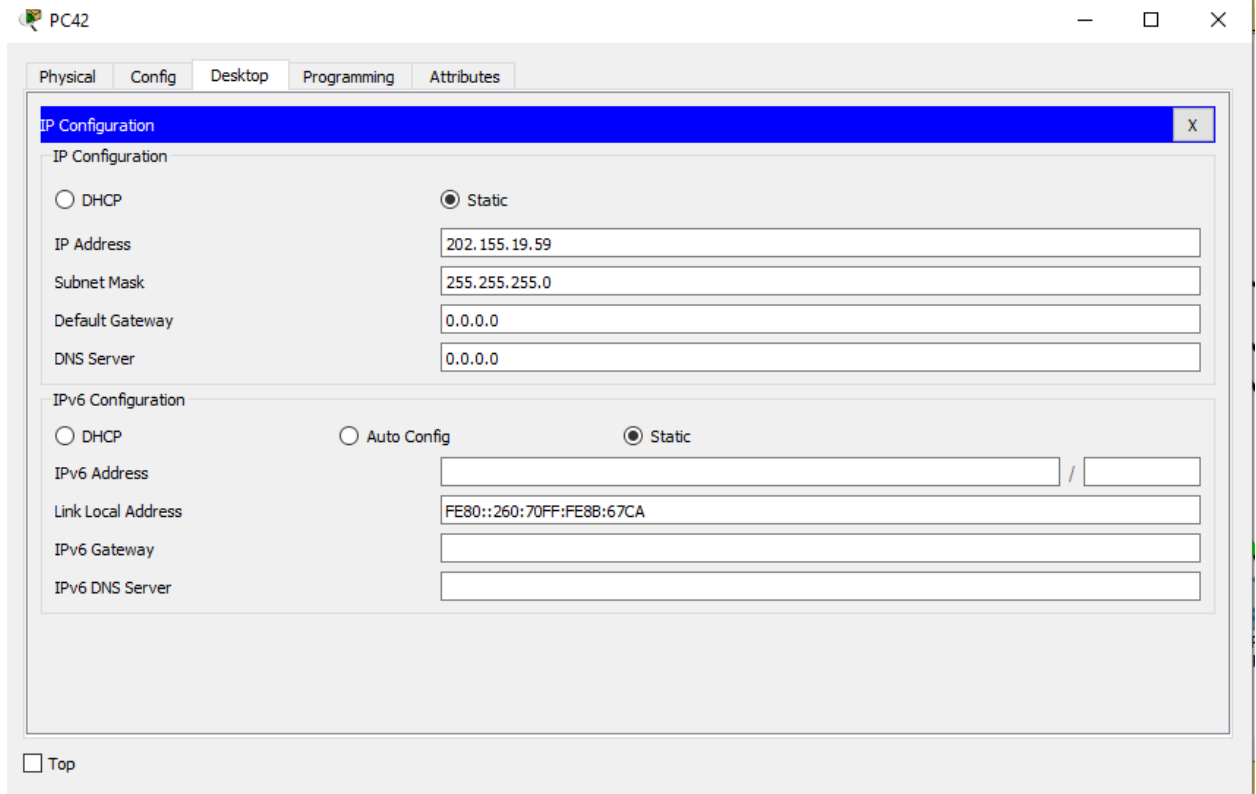 PC42
Physical Config Desktop Programming Attributes
IP Configuration X
IP Configuration
DHCP Static
IP Address 202.155.19.59
Subnet Mask 255.255.255.0
Default Gateway 0.0.0.0
DNS Server 0.0.0.0
IPv6 Configuration
DHCP Auto Config Static
IPv6 Address /
Link Local Address FE80::260:70FF:FE8B:67CA
IPv6 Gateway
IPv6 DNS Server
Top